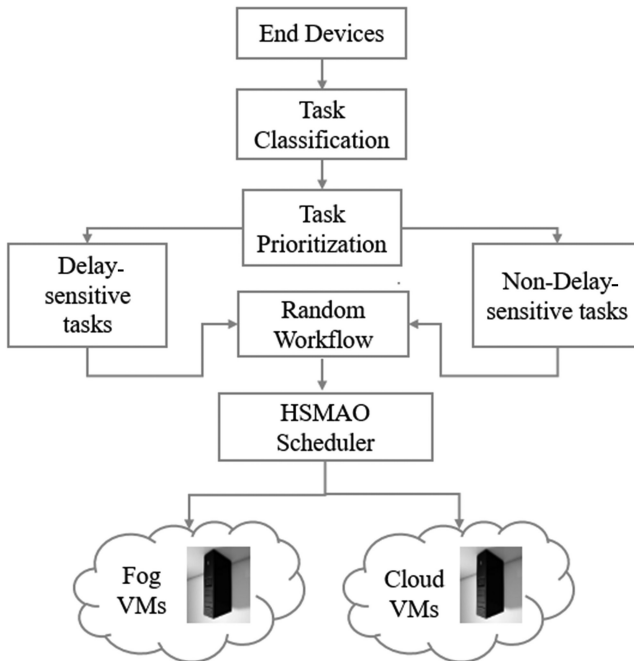 End Devices
Task
Classification
Task
Prioritization
Delay-
sensitive
tasks
Non-Delay-
sensitive tasks
Random
Workflow
HSMAO
Scheduler
Fog
VMs
Cloud
VMs